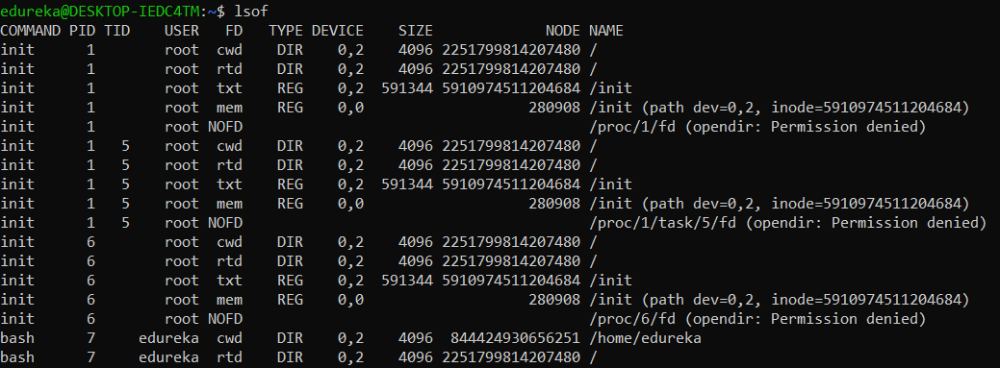 edureka@DESKTOP-IEDC4TM:~$ lsof
COMMAND PID TID USER FD TYPE DEVICE SIZE NODE NAME
init 1 root cwd DIR 0,2 4096 2251799814207480 /
init 1 root rtd DIR 0,2 4096 2251799814207480 /
init 1 root txt REG 0,2 591344 5910974511204684 /init
init 1 root mem REG 0,0 280908 /init (path dev=0,2, inode=5910974511204684)
init 1 root NOFD /proc/1/fd (opendir: Permission denied)
init 1 5 root cwd DIR 0,2 4096 2251799814207480 /
init 1 5 root rtd DIR 0,2 4096 2251799814207480 /
init 1 5 root txt REG 0,2 591344 5910974511204684 /init
init 1 5 root mem REG 0,0 280908 /init (path dev=0,2, inode=5910974511204684)
init 1 5 root NOFD /proc/1/task/5/fd (opendir: Permission denied)
init 6 root cwd DIR 0,2 4096 2251799814207480 /
init 6 root rtd DIR 0,2 4096 2251799814207480 /
init 6 root txt REG 0,2 591344 5910974511204684 /init
init 6 root mem REG 0,0 280908 /init (path dev=0,2, inode=5910974511204684)
init 6 root NOFD /proc/6/fd (opendir: Permission denied)
bash 7 edureka cwd DIR 0,2 4096 844424930656251 /home/edureka
bash 7 edureka rtd DIR 0,2 4096 2251799814207480 /